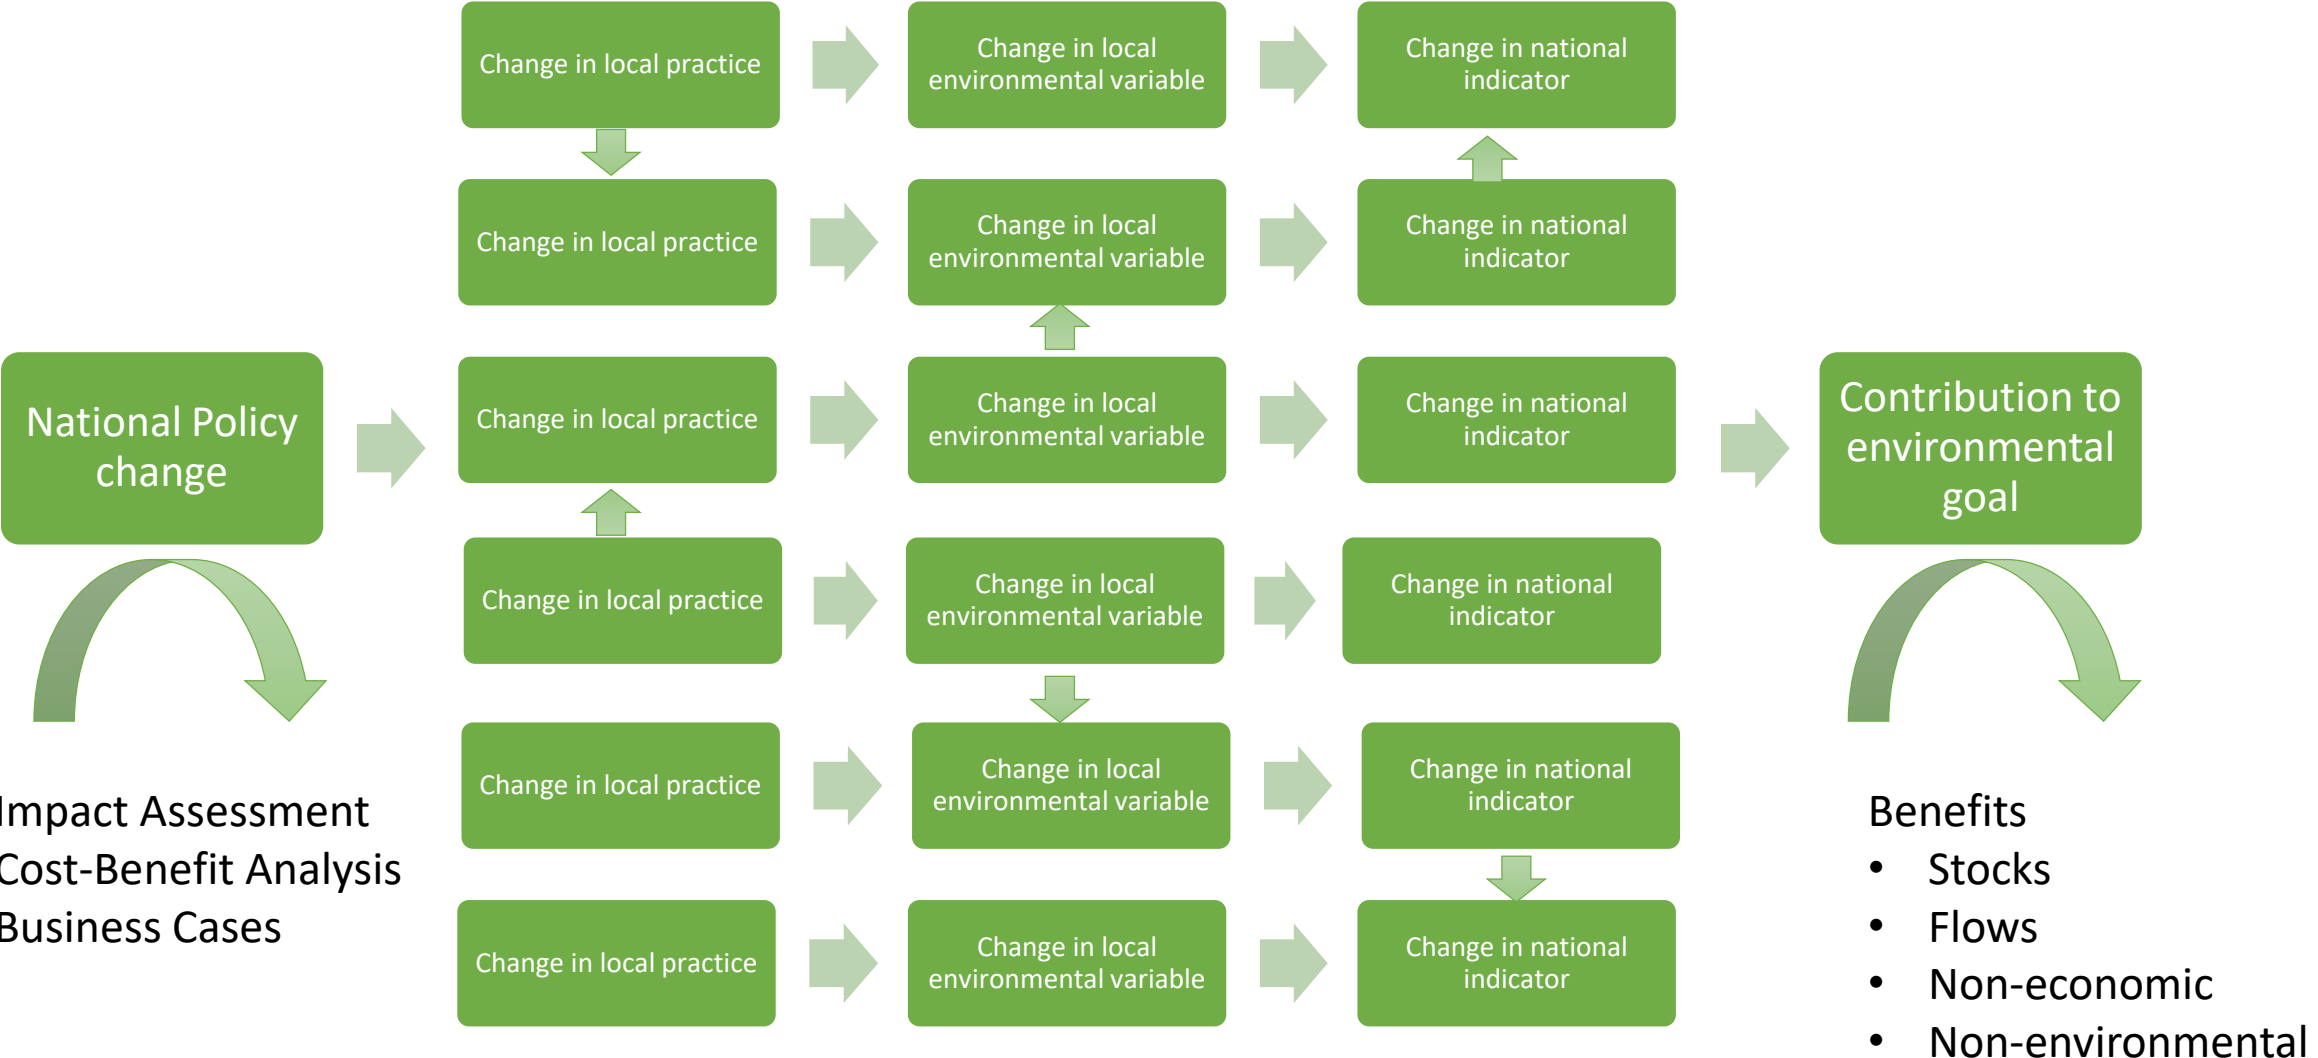 Change in local practice
Change in local
environmental variable
Change in national
indicator
Change in local practice
Change in local
environmental variable
Change in national
indicator
National Policy
change
Change in local practice
Change in local
environmental variable
Change in national
indicator
Contribution to
environmental
goal
Change in local practice
Change in local
environmental variable
Change in national
indicator
Change in local practice
Change in local
environmental variable
Change in national
indicator
Change in local practice
Change in local
environmental variable
Change in national
indicator
Impact Assessment
Cost-Benefit Analysis
Business Cases
Benefits
• Stocks
• Flows
• Non-economic
• Non-environmental